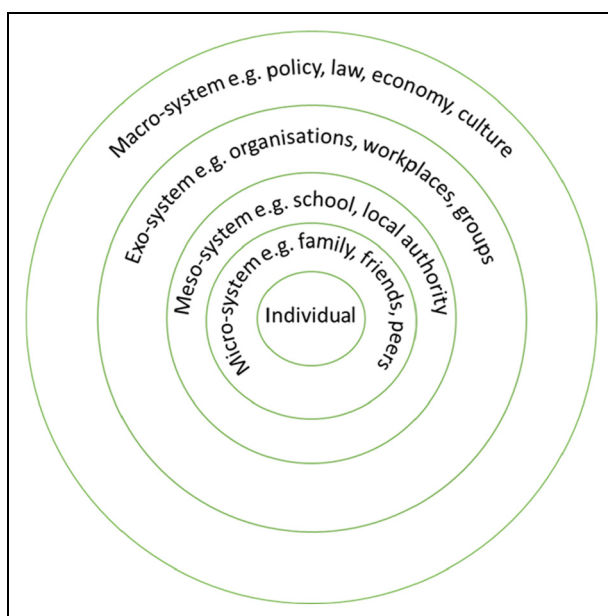 Macro-system e.g. policy, law, economy, culture
Exo-system e.g. organisations, workplaces, groups
Meso-system e.g. school, local authority
Micro-system e.g. family, friends, peers
Individual